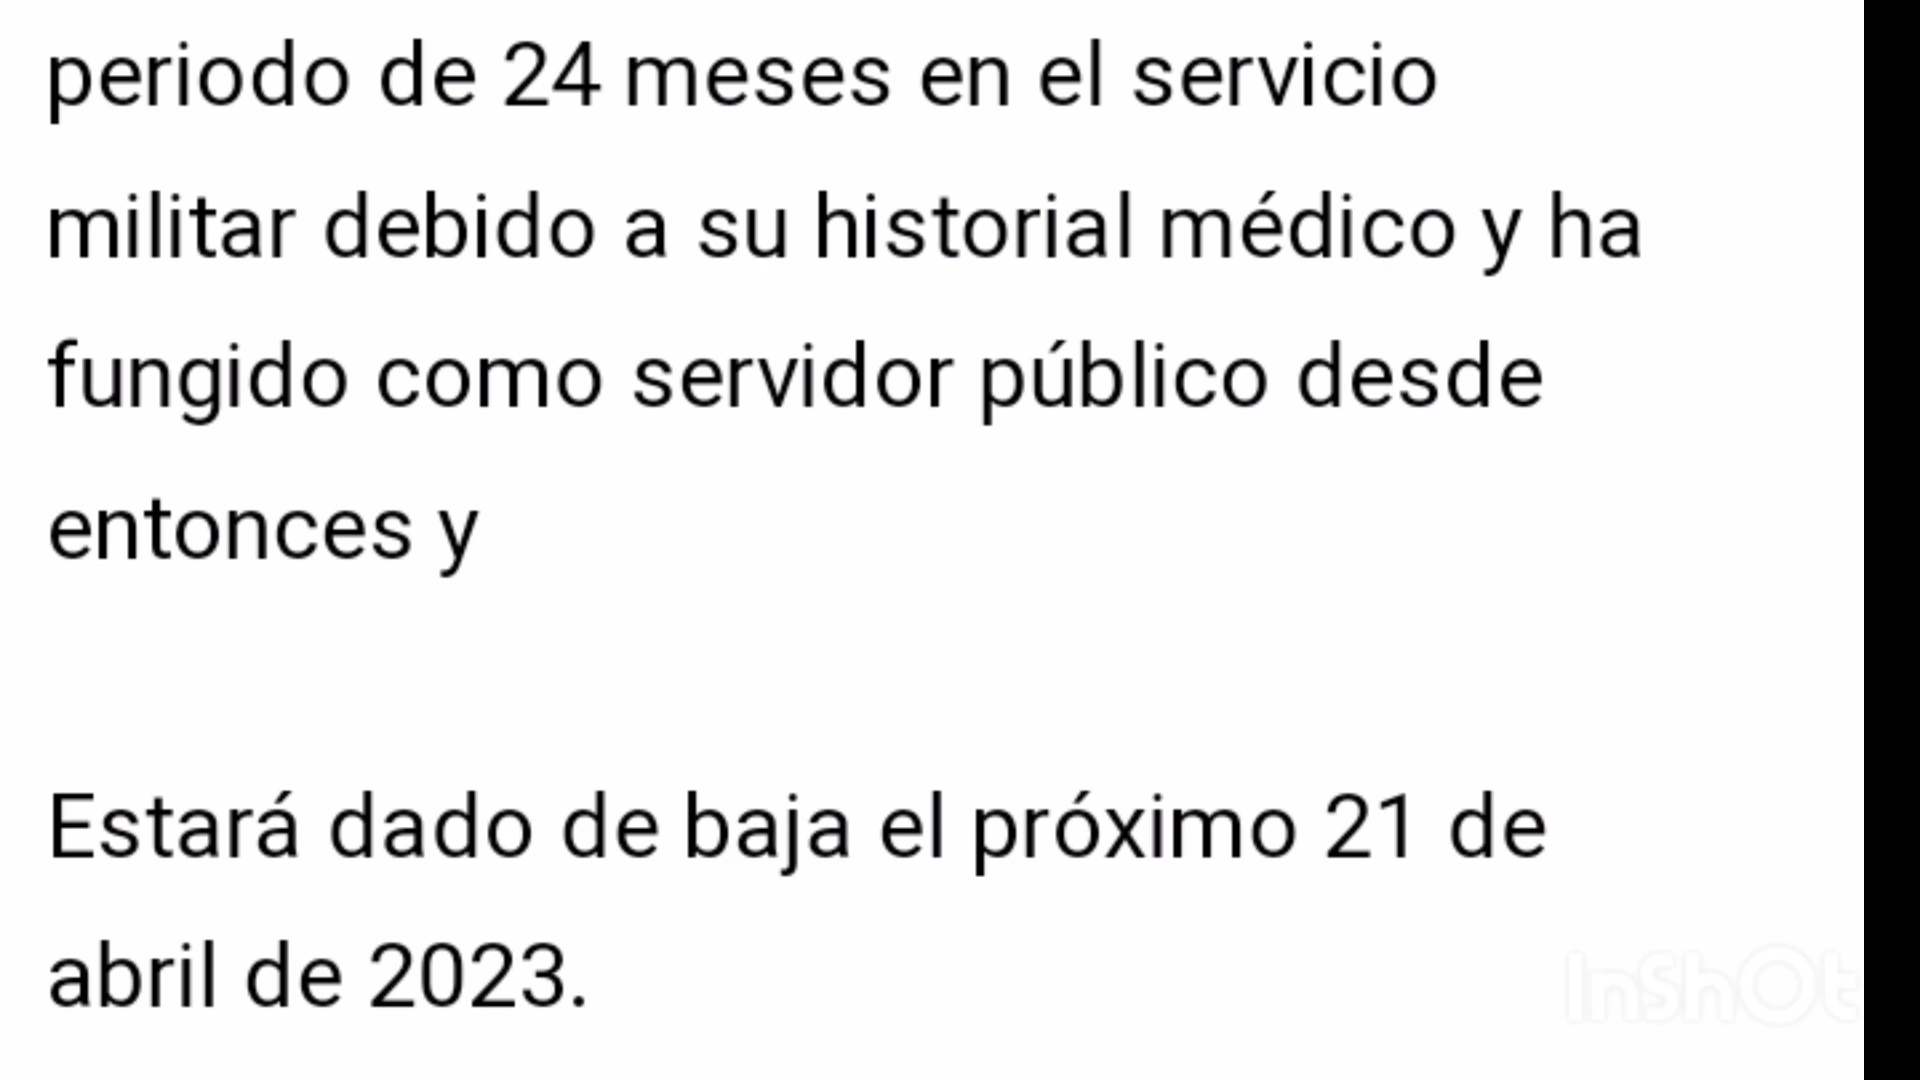 periodo de 24 meses en el servicio
militar debido a su historial médico y ha
fungido como servidor público desde
entonces y
Estará dado de baja el próximo 21 de
abril de 2023.
InShOt